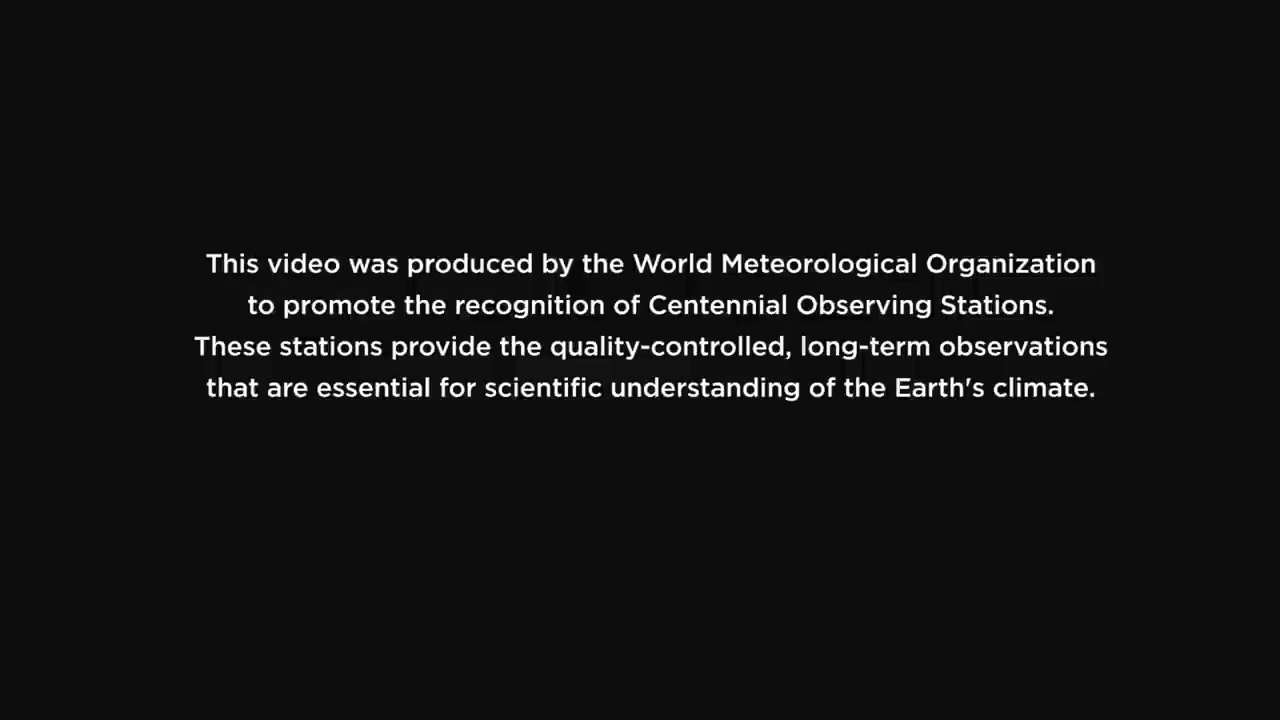 This video was produced by the World Meteorological Organization
to promote the recognition of Centennial Observing Stations.
These stations provide the quality-controlled, long-term observations
that are essential for scientific understanding of the Earth's climate.